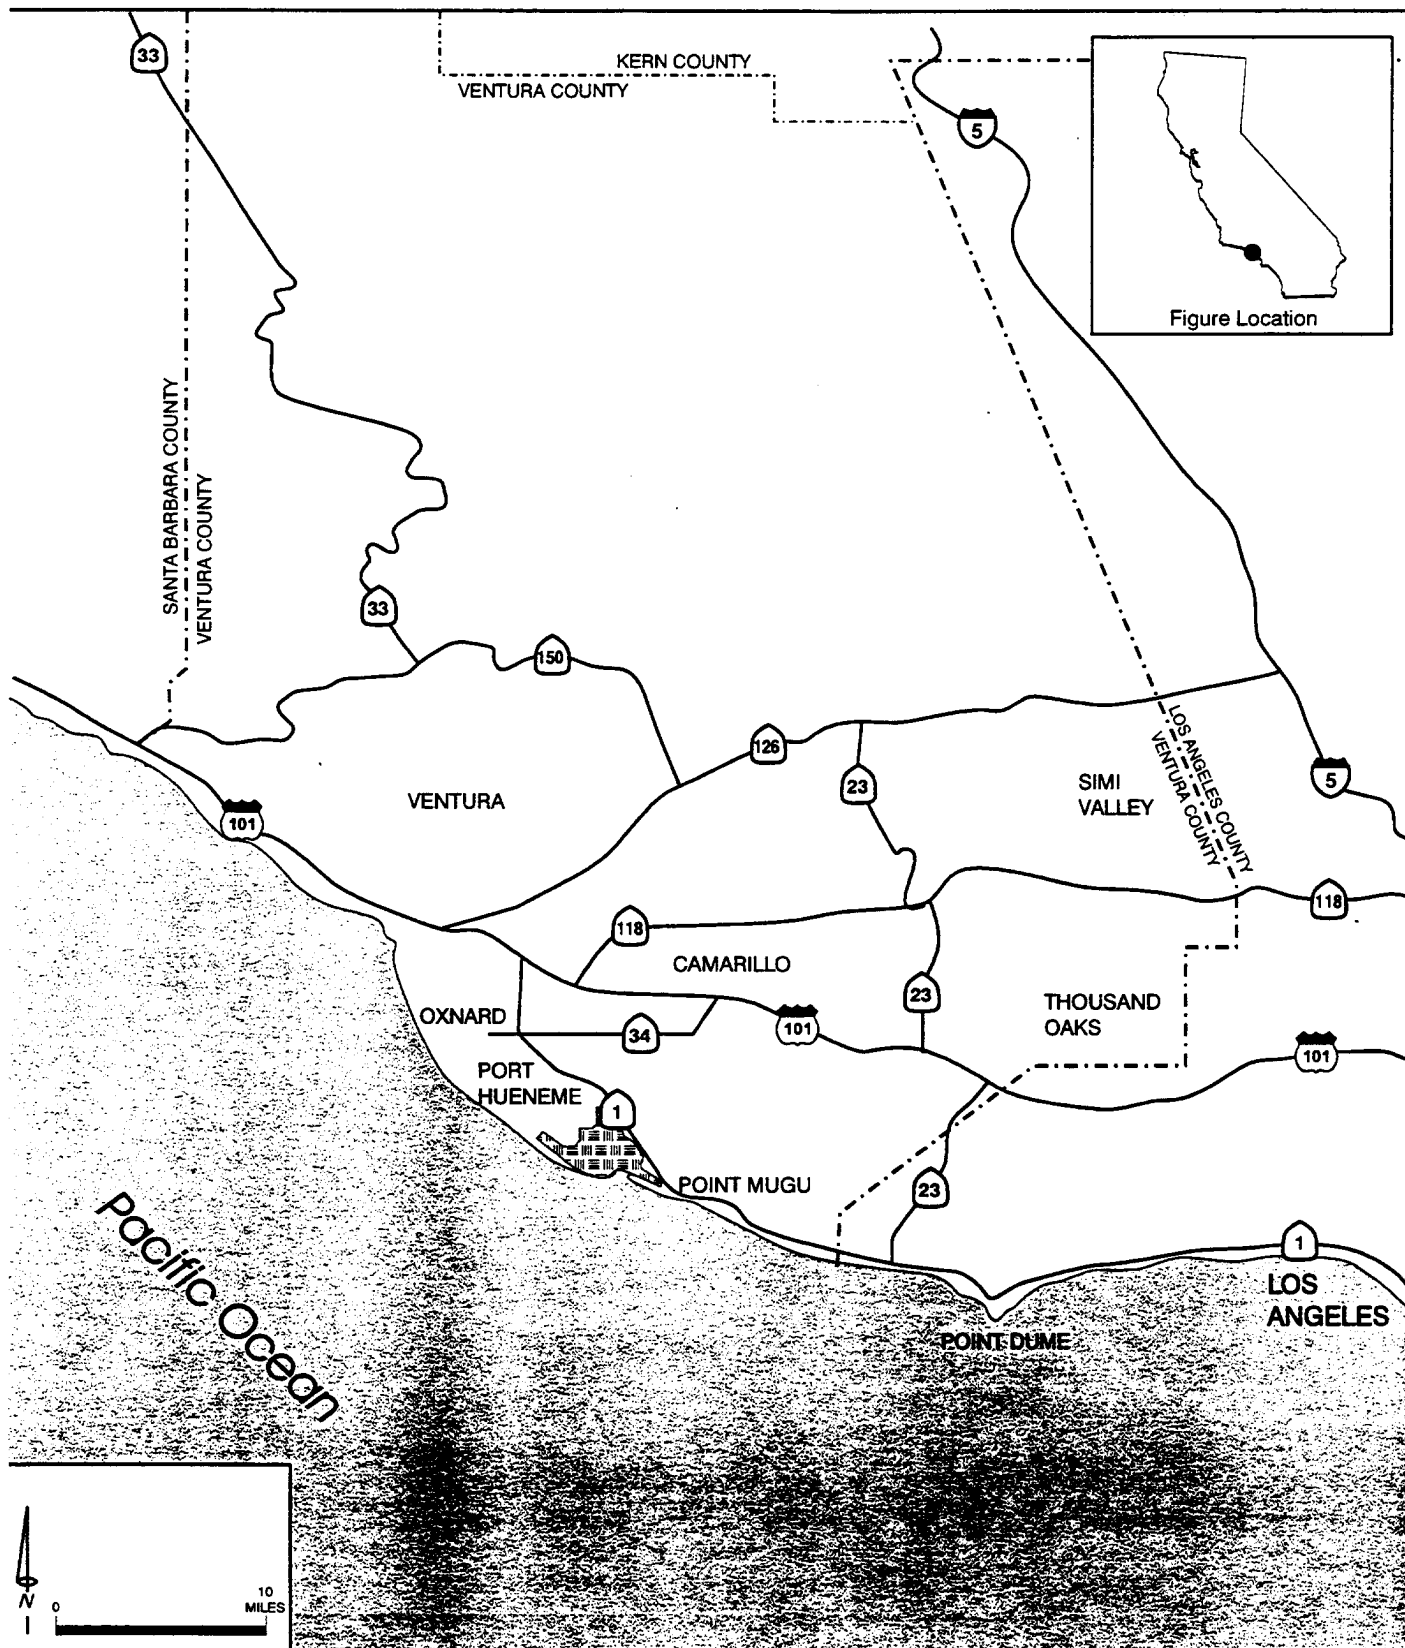 33
KERN COUNTY
VENTURA COUNTY
5
Figure Location
SANTA BARBARA COUNTY
VENTURA COUNTY
33
150
126
23
LOS ANGELES COUNTY
VENTURA COUNTY
5
SIMI
VALLEY
VENTURA
101
118
118
CAMARILLO
23
THOUSAND
OAKS
OXNARD
34
101
101
PORT
HUENEME
1
POINT MUGU
23
1
LOS
ANGELES
POINT DUME
Pacific Ocean
N
0
10
MILES